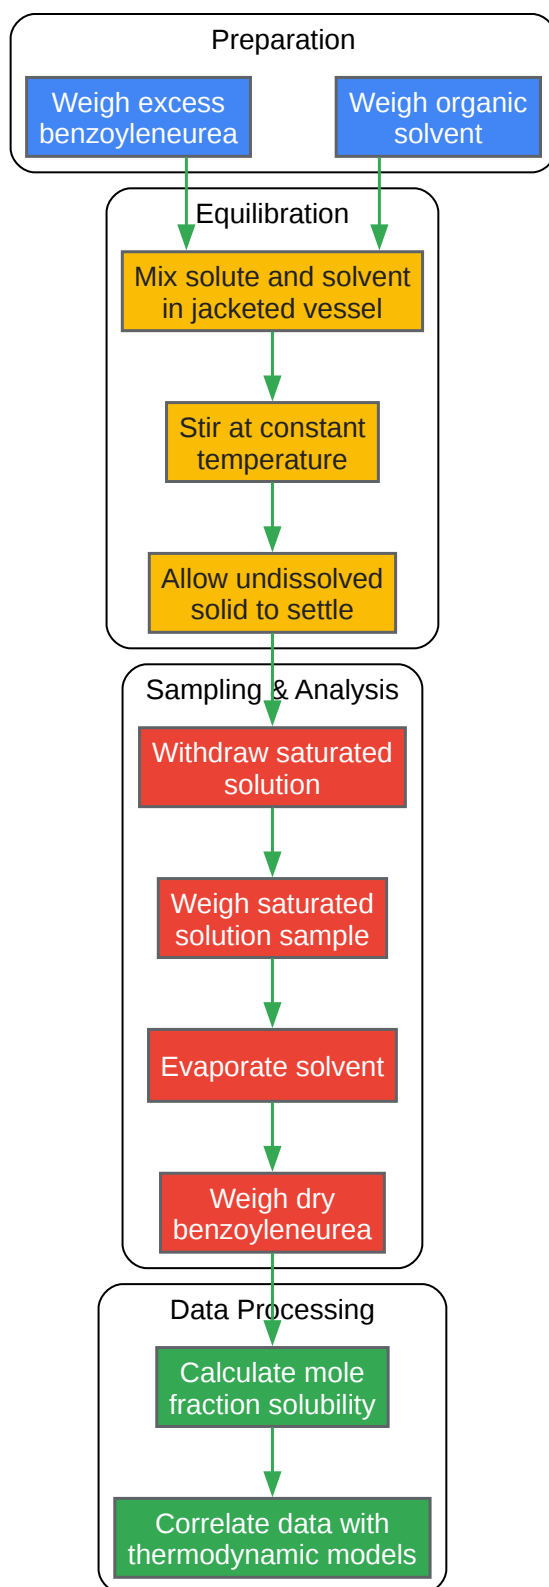 Preparation
Weigh excess
benzoyleneurea
Weigh organic
solvent
Equilibration
Mix solute and solvent
in jacketed vessel
Stir at constant
temperature
Allow undissolved
solid to settle
Sampling & Analysis
Withdraw saturated
solution
Weigh saturated
solution sample
Evaporate solvent
Weigh dry
benzoyleneurea
Data Processing
Calculate mole
fraction solubility
Correlate data with
thermodynamic models